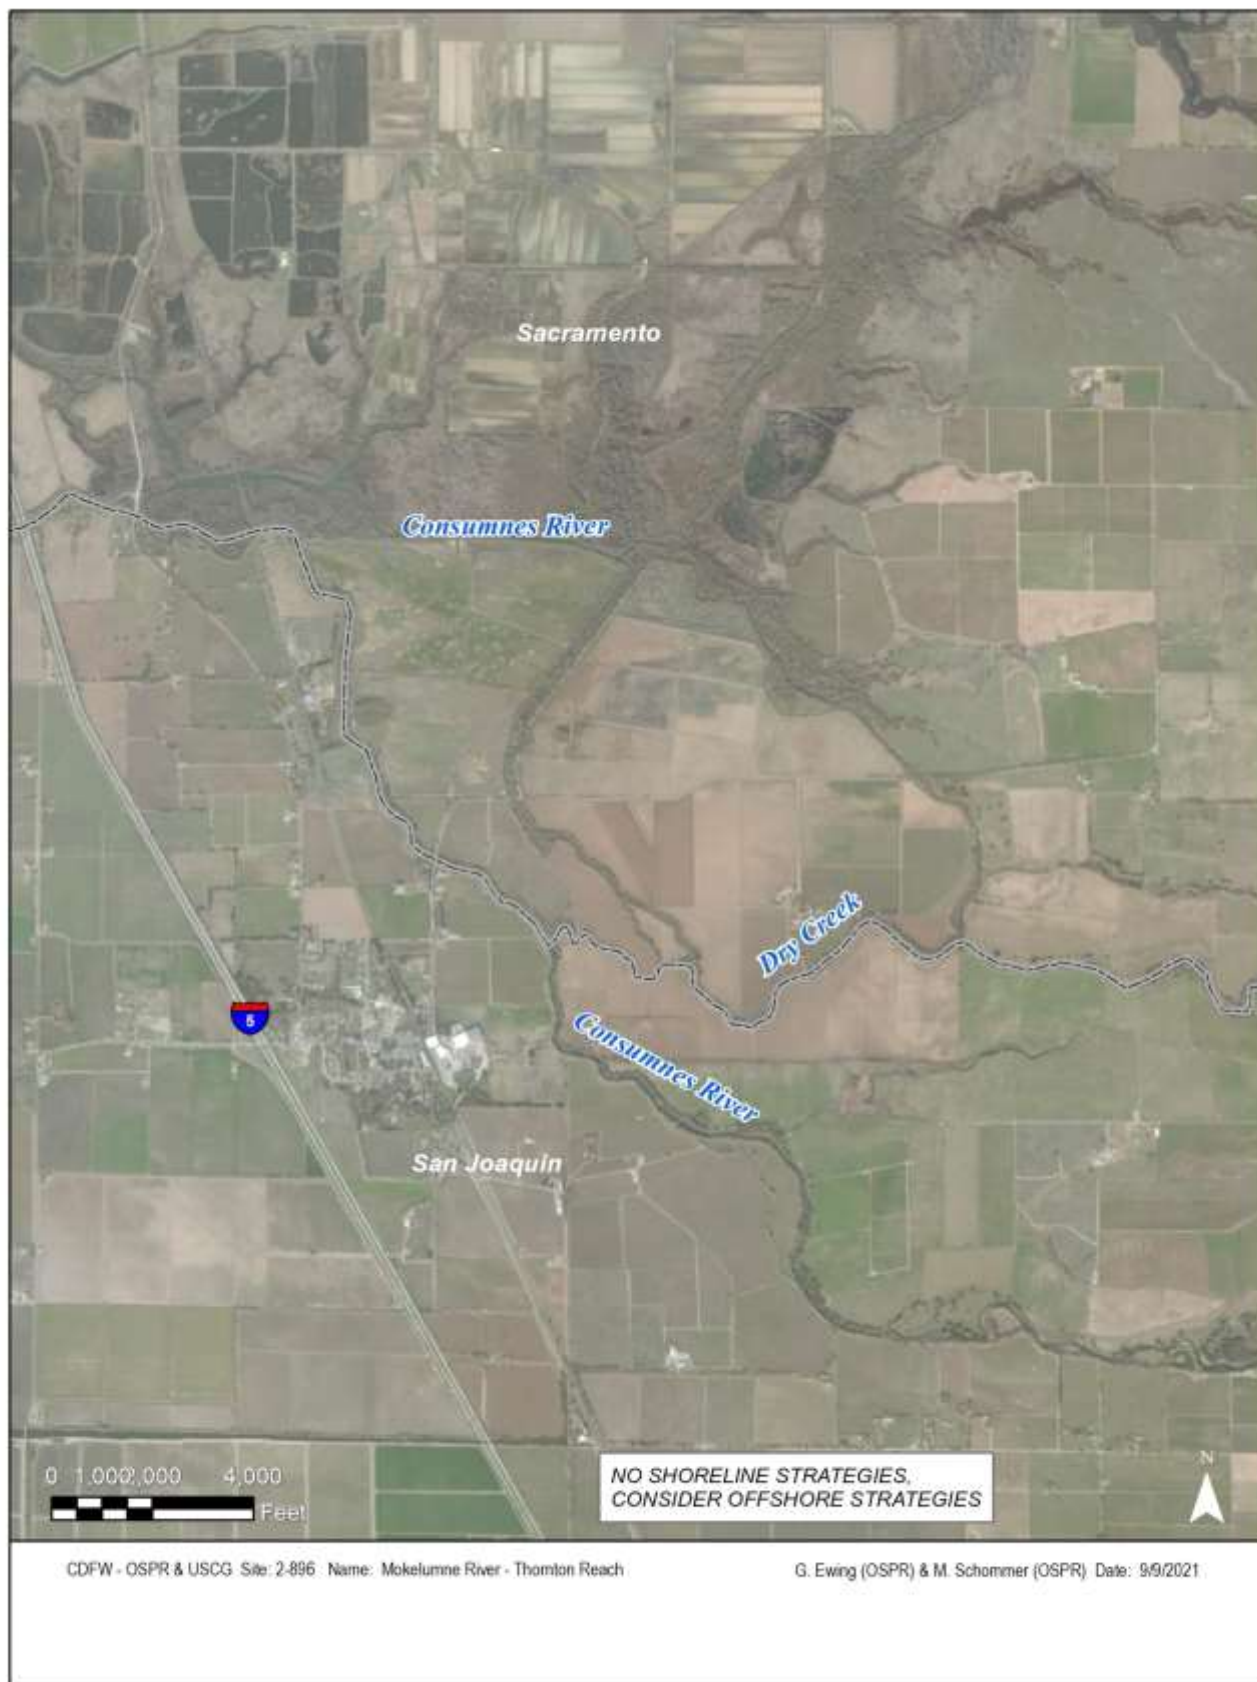 Sacramento
Consumnes River
Dry Creek
5
Consumnes River
San Joaquin
0 1,000 2,000 4,000
Feet
NO SHORELINE STRATEGIES,
CONSIDER OFFSHORE STRATEGIES
N
CDFW - OSPR & USCG Site: 2-896 Name: Mokelumne River - Thornton Reach
G. Ewing (OSPR) & M. Schommer (OSPR) Date: 9/9/2021